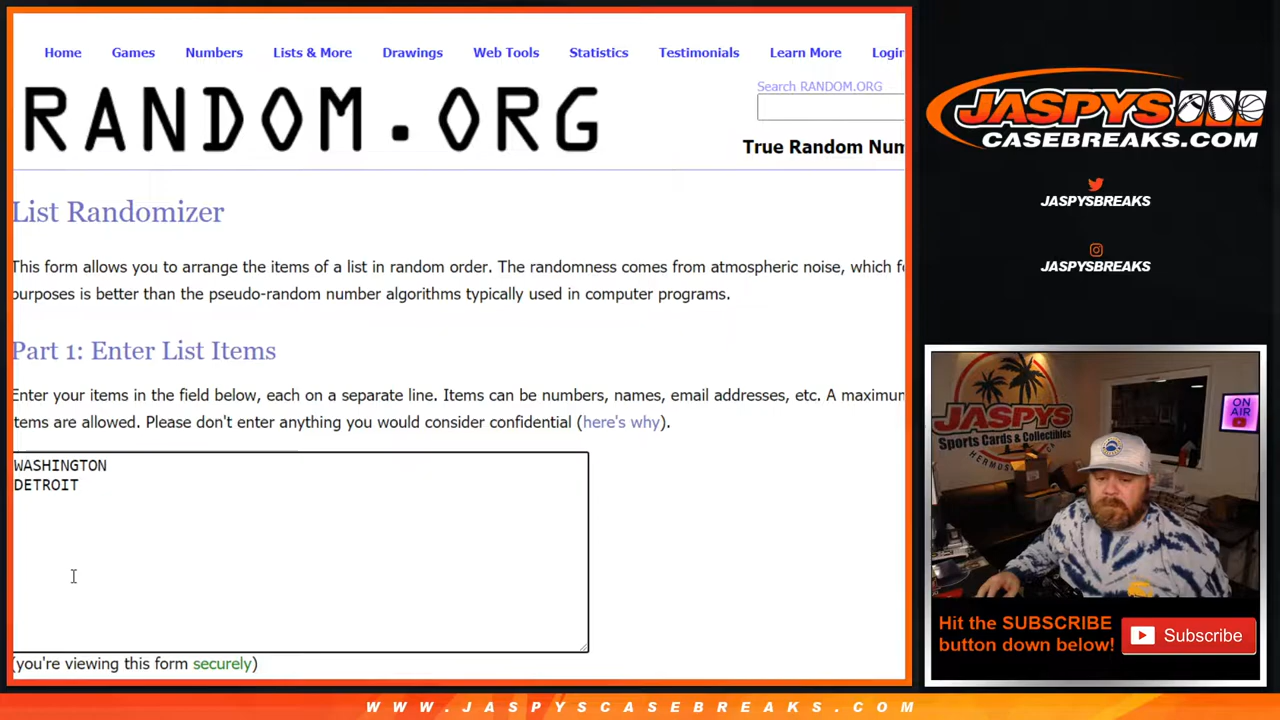 Home Games Numbers Lists & More Drawings Web Tools Statistics Testimonials Learn More Login
RANDOM.ORG
Search RANDOM.ORG
True Random Num
List Randomizer
This form allows you to arrange the items of a list in random order. The randomness comes from atmospheric noise, which f
purposes is better than the pseudo-random number algorithms typically used in computer programs.
Part 1: Enter List Items
Enter your items in the field below, each on a separate line. Items can be numbers, names, email addresses, etc. A maximum
items are allowed. Please don't enter anything you would consider confidential (here's why).
WASHINGTON
DETROIT
(you're viewing this form securely)
JASPYS
CASEBREAKS.COM
JASPYSBREAKS
JASPYSBREAKS
JASPYS
Sports Cards & Collectibles
HERMOSA
ON
AIR
Hit the SUBSCRIBE
button down below!
Subscribe
WWW.JASPYSCASEBREAKS.COM